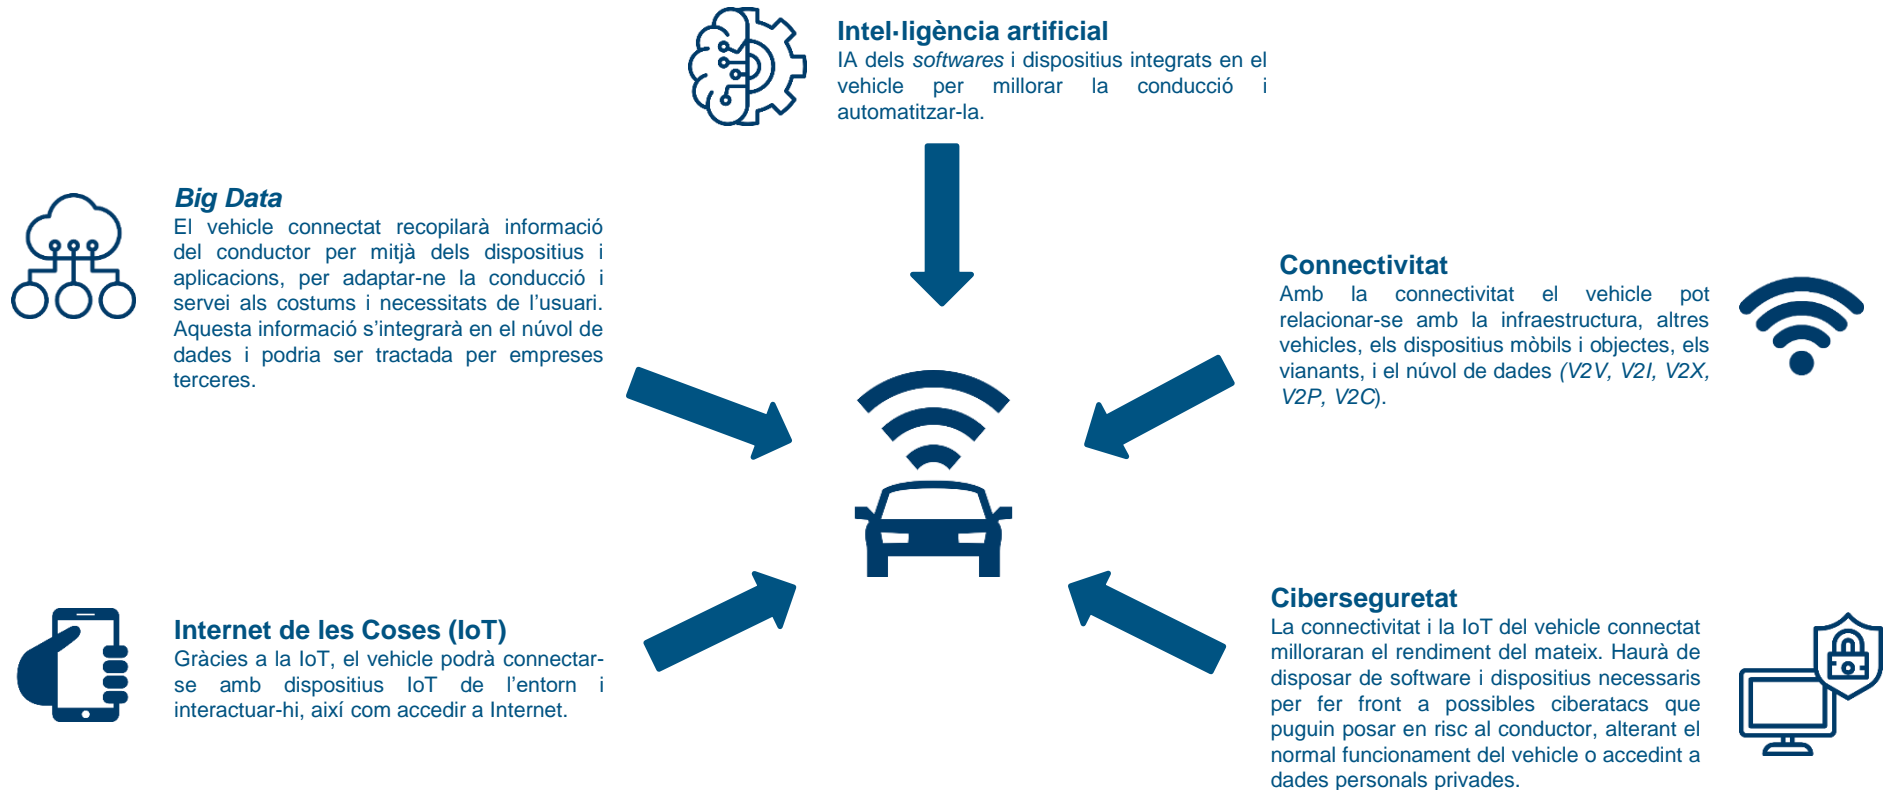 Intel·ligència artificial
IA dels softwares i dispositius integrats en el
vehicle per millorar la conducció i
automatitzar-la.
Big Data
El vehicle connectat recopilarà informació
del conductor per mitjà dels dispositius i
aplicacions, per adaptar-ne la conducció i
servei als costums i necessitats de l’usuari.
Aquesta informació s’integrarà en el núvol de
dades i podria ser tractada per empreses
terceres.
Connectivitat
Amb la connectivitat el vehicle pot
relacionar-se amb la infraestructura, altres
vehicles, els dispositius mòbils i objectes, els
vianants, i el núvol de dades (V2V, V2I, V2X,
V2P, V2C).
Internet de les Coses (IoT)
Gràcies a la IoT, el vehicle podrà connectar-
se amb dispositius IoT de l’entorn i
interactuar-hi, així com accedir a Internet.
Ciberseguretat
La connectivitat i la IoT del vehicle connectat
milloraran el rendiment del mateix. Haurà de
disposar de software i dispositius necessaris
per fer front a possibles ciberatacs que
puguin posar en risc al conductor, alterant el
normal funcionament del vehicle o accedint a
dades personals privades.